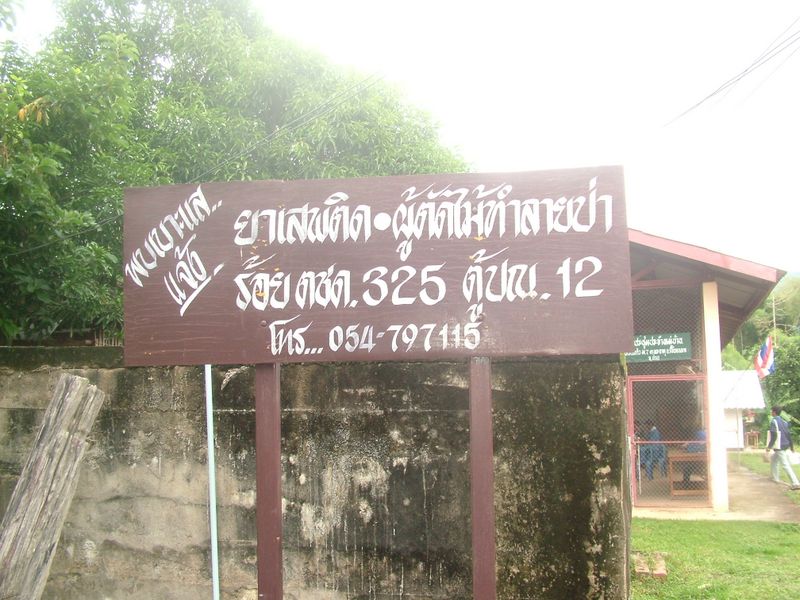 พบเบาะแส..
แจ้ง
ยาเสพติด•ผู้ตัดไม้ทำลายป่า
ร้อย ตชด. 325 ตู้ ปณ. 12
โทร... 054-797115